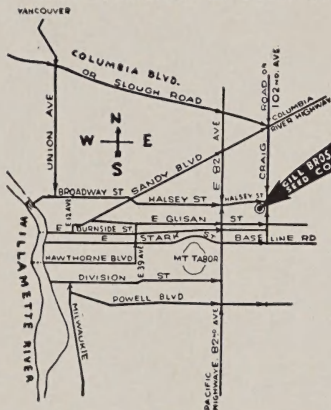 VANCOUVER
COLUMBIA BLVD.
OR SLOUGH ROAD
UNION AVE
N
W E
S
SANDY BLVD
E 82ND AVE
CRAIG ROAD OR
102ND AVE.
COLUMBIA
RIVER HIGHWAY
BROADWAY ST
HALSEY ST
HALSEY ST
GILL BROS.
SEED CO.
E 12 AVE
E GLISAN ST
E BURNSIDE ST
E STARK ST
BASE LINE RD
HAWTHORNE BLVD
E 39 AVE
MT TABOR
DIVISION ST
POWELL BLVD
WILLAMETTE RIVER
MILWAUKIE
PACIFIC
HIGHWAY E. 82ND AVE